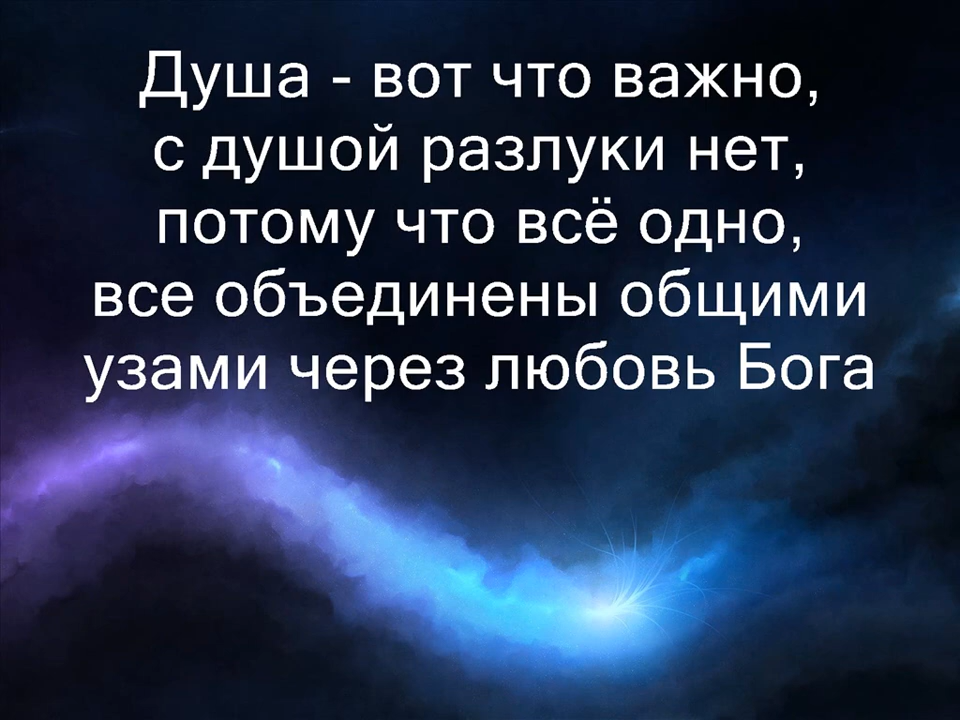 Душа - вот что важно,
с душой разлуки нет,
потому что всё одно,
все объединены общими
узами через любовь Бога